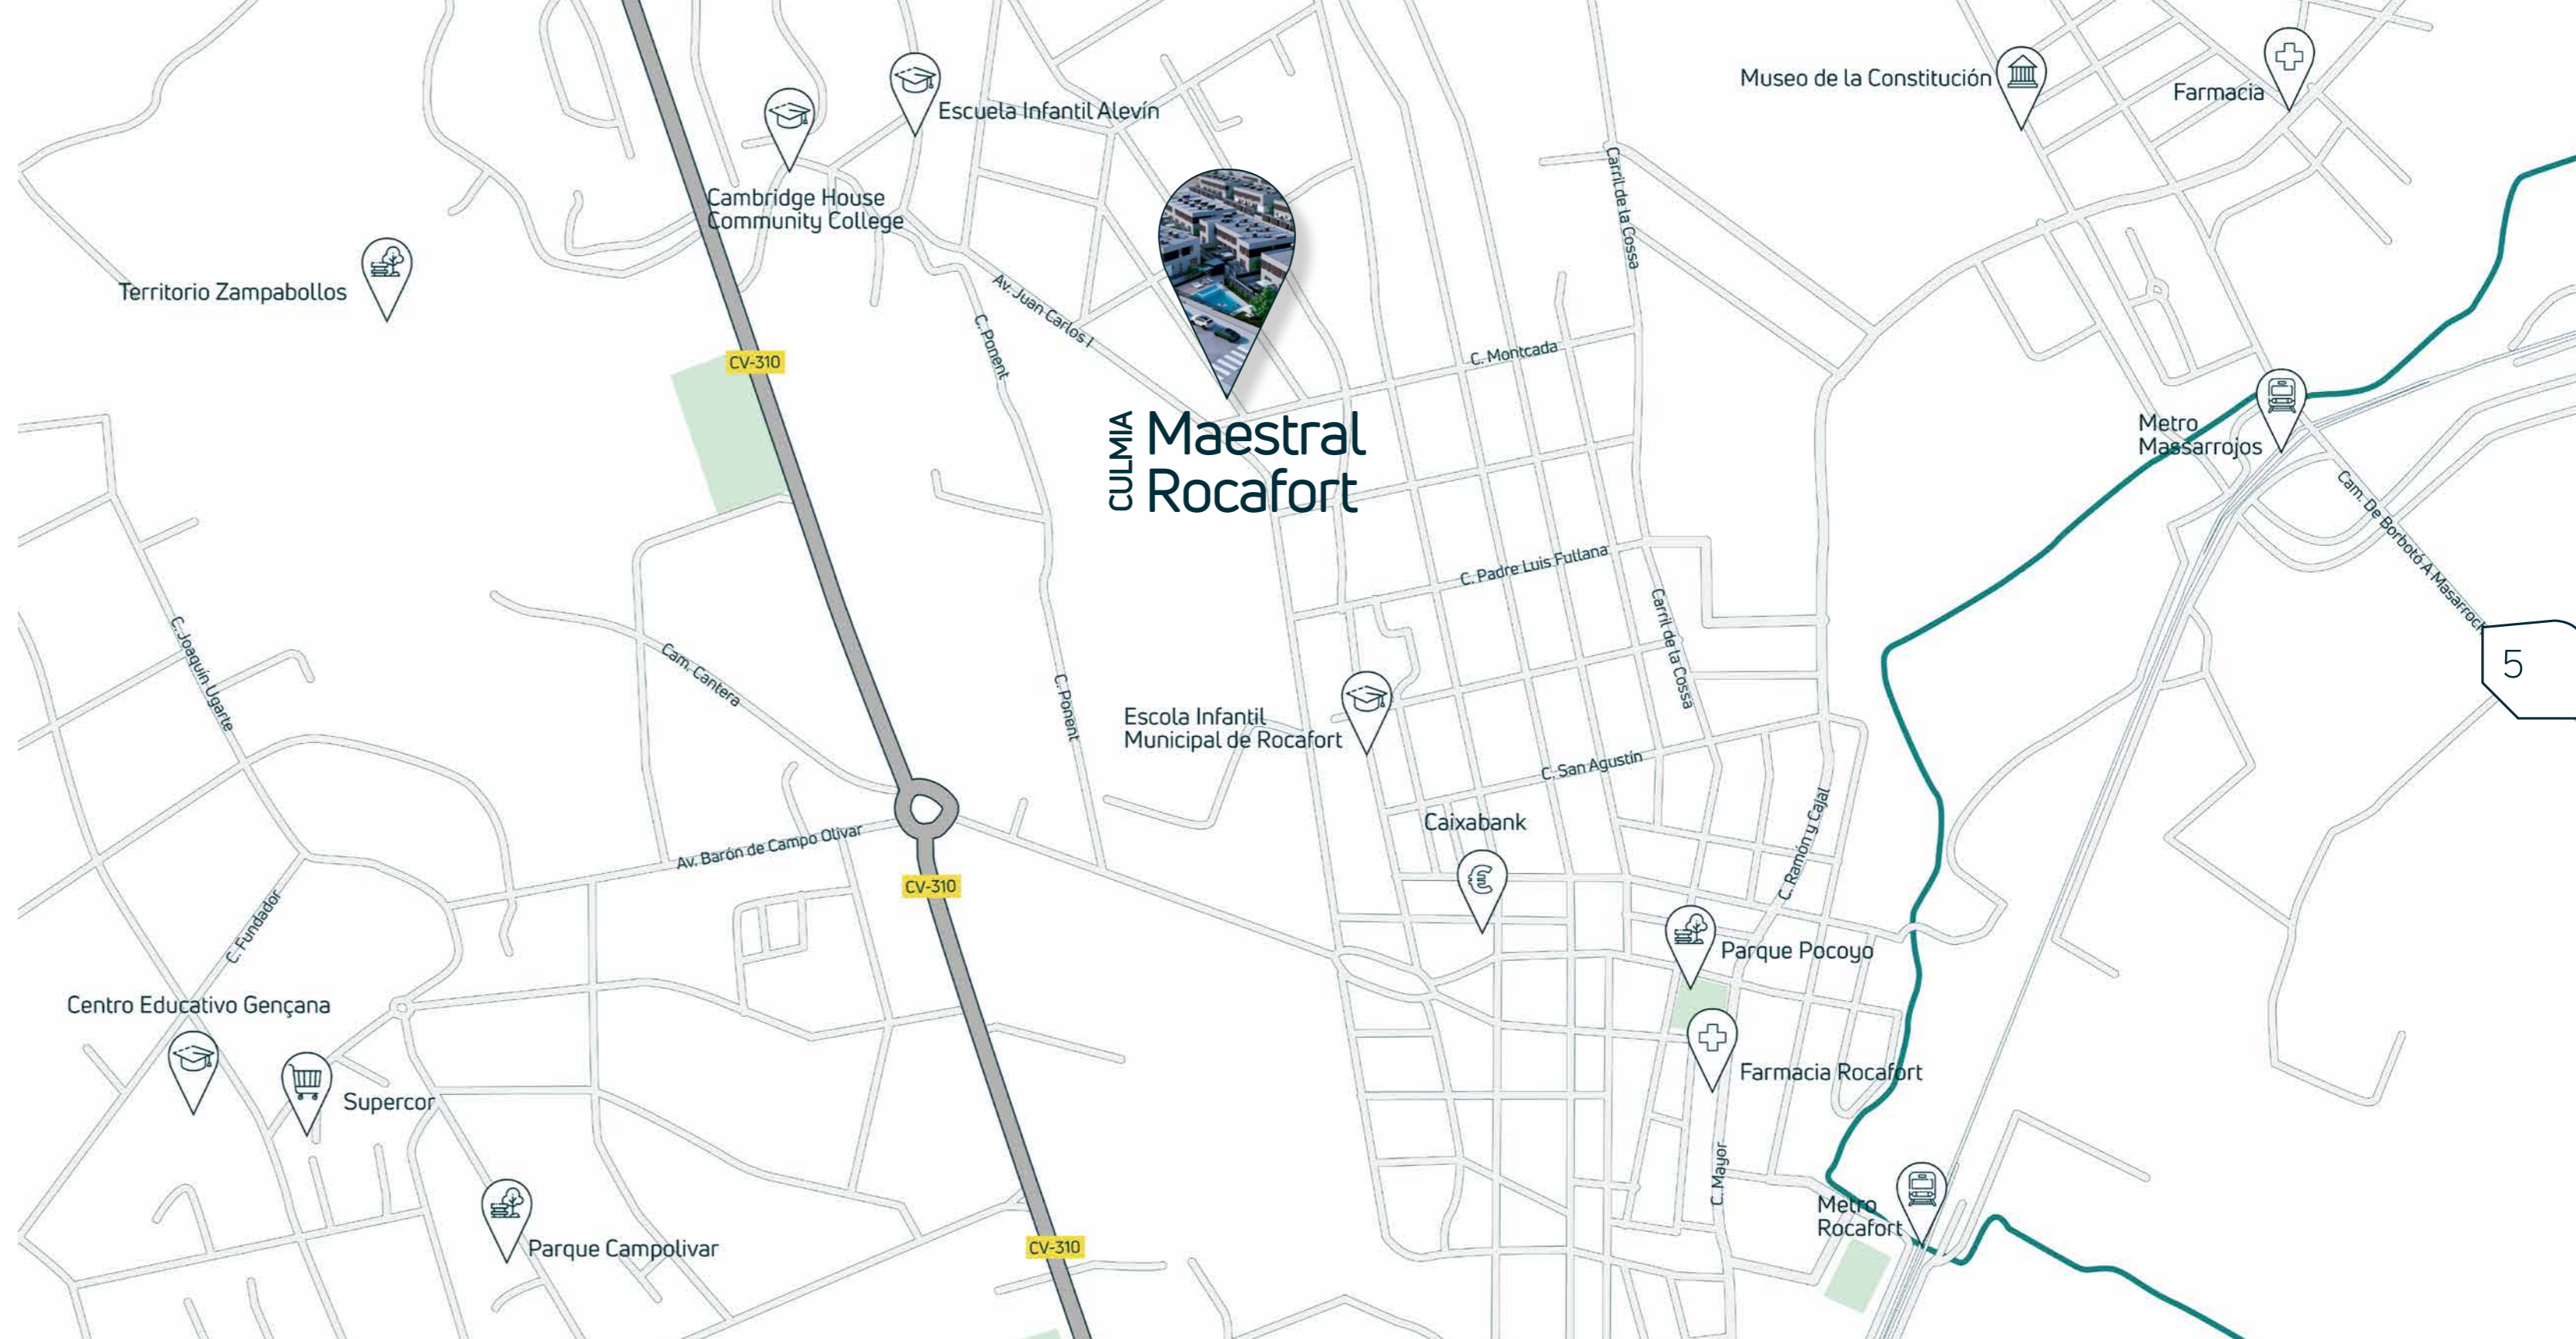 Museo de la Constitución
Farmacia
Escuela Infantil Alevín
Cambridge House
Community College
Carril de la Cossa
Territorio Zampabollos
Av. Juan Carlos I
C. Ponent
CV-310
C. Montcada
CULMIA
Maestral
Rocafort
Metro
Massarrojos
Cam. De Borbotó A Masarroch
C. Padre Luis Fullana
Carril de la Cossa
C. Joaquín Ugarte
Cam. Cantera
C. Ponent
5
Escola Infantil
Municipal de Rocafort
C. San Agustín
Caixabank
C. Ramón y Cajal
Av. Barón de Campo Olivar
CV-310
C. Fundador
Parque Pocoyo
Centro Educativo Gençana
Supercor
Farmacia Rocafort
C. Mayor
Metro
Rocafort
Parque Campolivar
CV-310